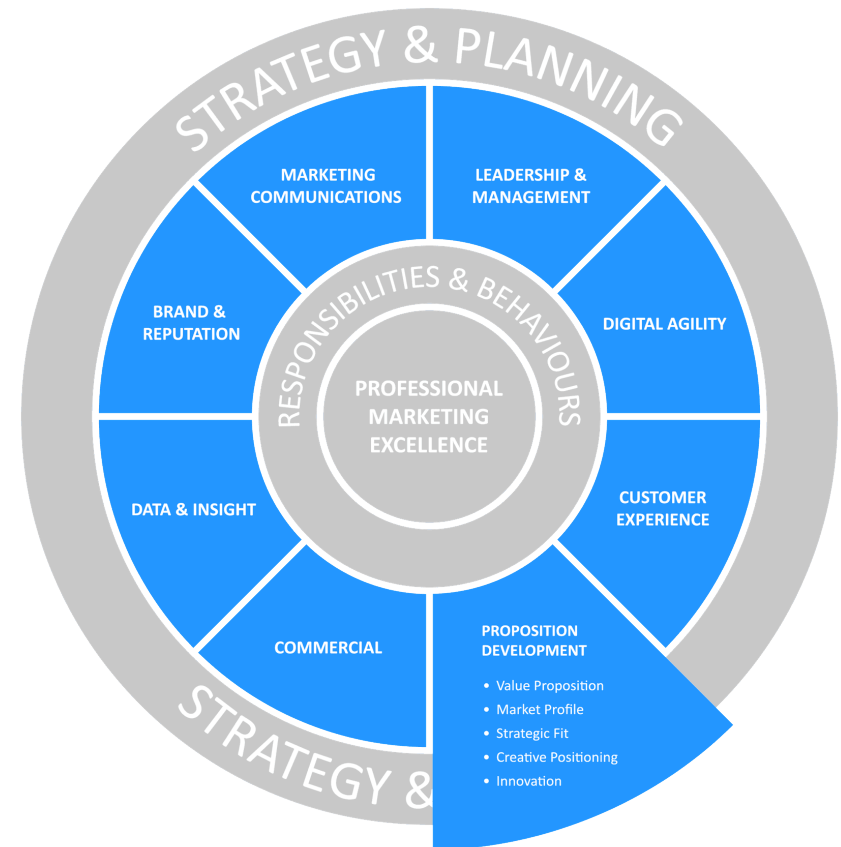 STRATEGY & PLANNING
MARKETING
COMMUNICATIONS
LEADERSHIP &
MANAGEMENT
BRAND &
REPUTATION
DIGITAL AGILITY
RESPONSIBILITIES & BEHAVIOURS
PROFESSIONAL
MARKETING
EXCELLENCE
DATA & INSIGHT
CUSTOMER
EXPERIENCE
COMMERCIAL
PROPOSITION
DEVELOPMENT
• Value Proposition
• Market Profile
• Strategic Fit
• Creative Positioning
• Innovation
STRATEGY &